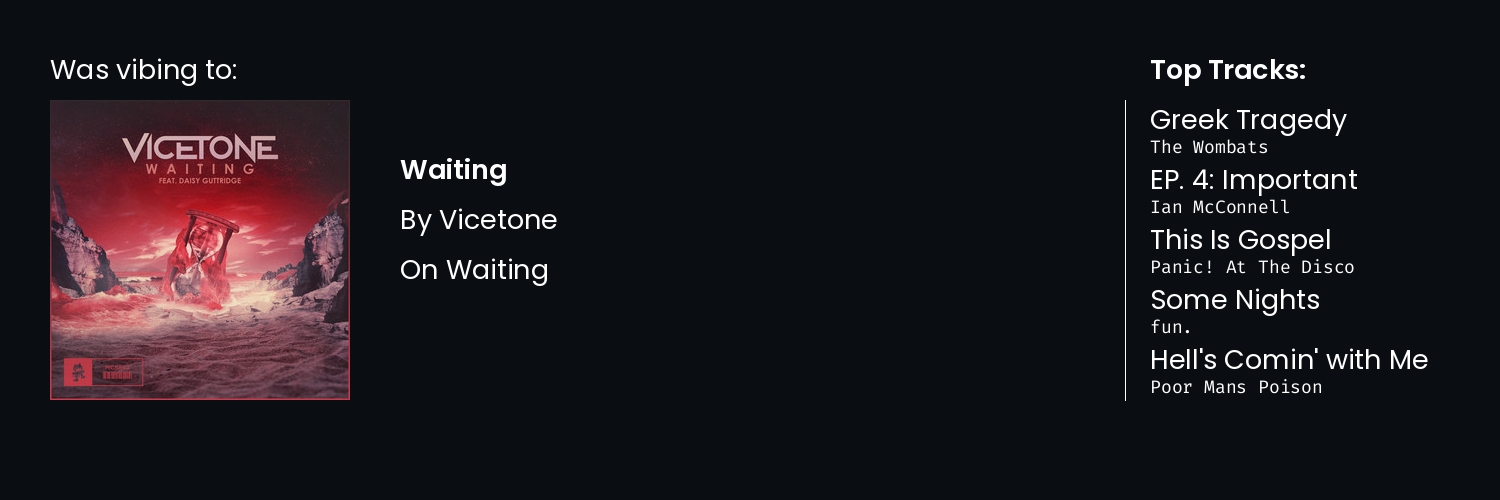 Was vibing to:
VICETONE
WAITING
FEAT. DAISY GUTTRIDGE
Waiting
By Vicetone
On Waiting
Top Tracks:
Greek Tragedy
The Wombats
EP. 4: Important
Ian McConnell
This Is Gospel
Panic! At The Disco
Some Nights
fun.
Hell's Comin' with Me
Poor Mans Poison